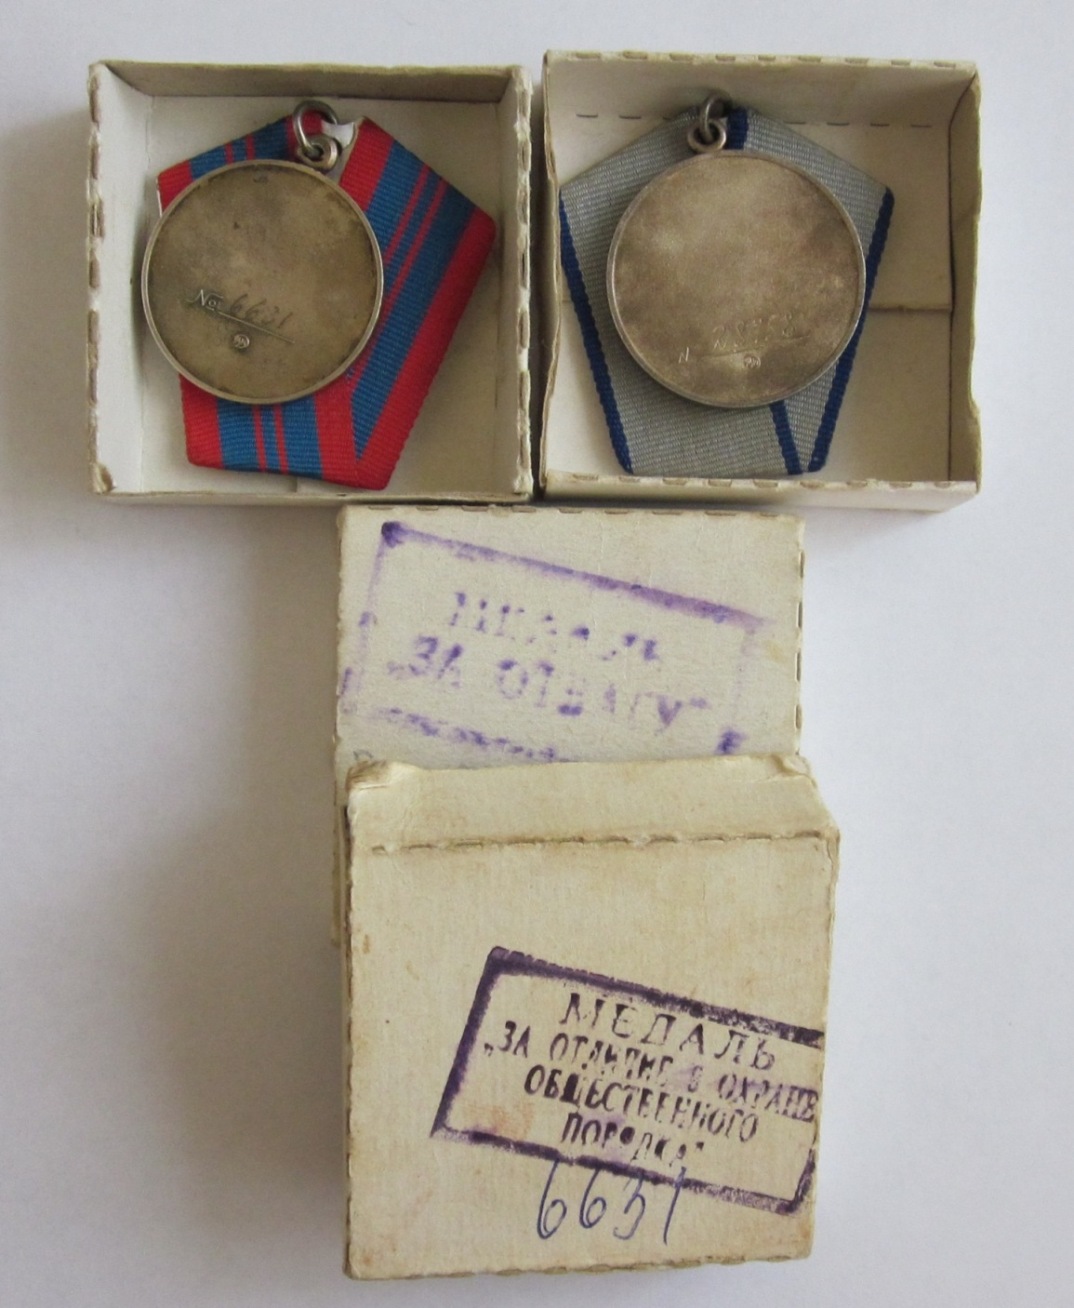 № 6631
N
МЕДАЛЬ
„ЗА ОТВАГУ"
МЕДАЛЬ
„ЗА ОТЛИЧИЕ В ОХРАНЕ
ОБЩЕСТВЕННОГО
ПОРЯДКА"
6631